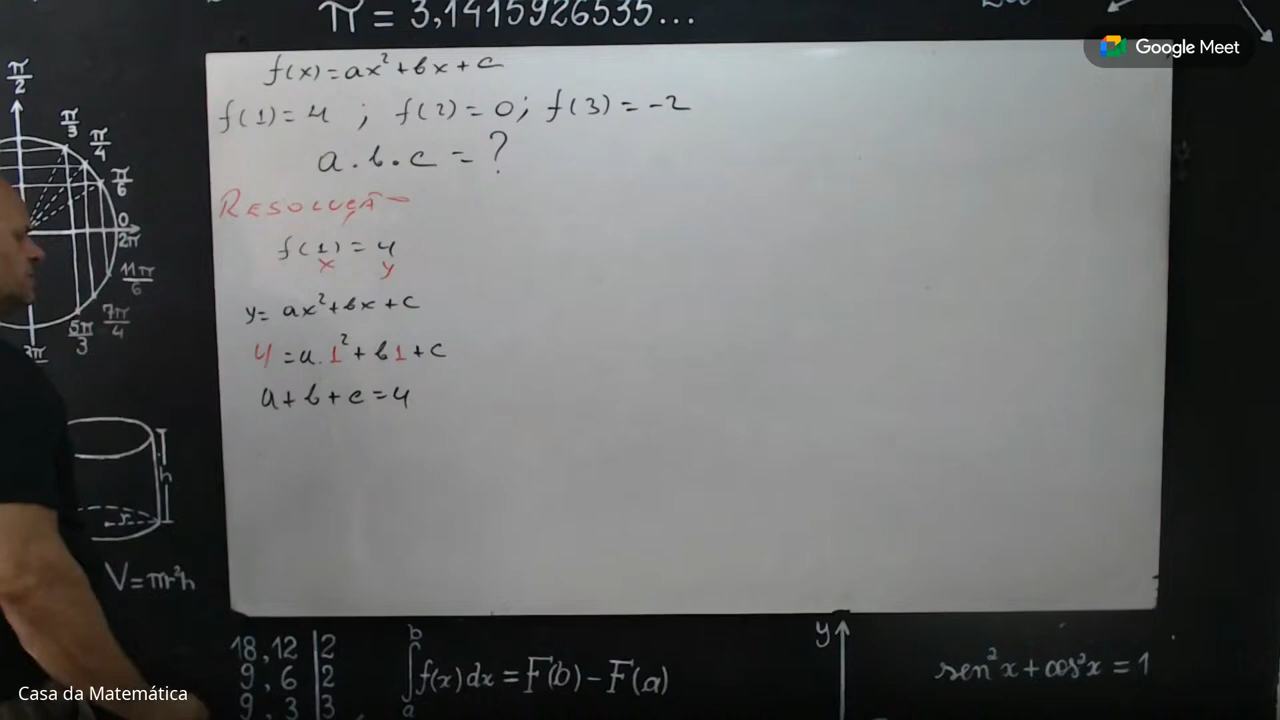 π = 3,1415926535...
Google Meet
f(x) = ax² + bx + c
f(1) = 4 ; f(2) = 0; f(3) = -2
a.b.c = ?
RESOLUÇÃO
f(1) = 4
x y
y = ax² + bx + c
4 = a.1² + b1 + c
a + b + c = 4
π/2
π/3
π/4
π/6
0
2π
11π/6
7π/4
5π/3
h
r
V = πr²h
18,12 | 2
9, 6 | 2
9, 3 | 3
∫ₐᵇ f(x)dx = F(b) - F(a)
y
sen²x + cos²x = 1
Casa da Matemática